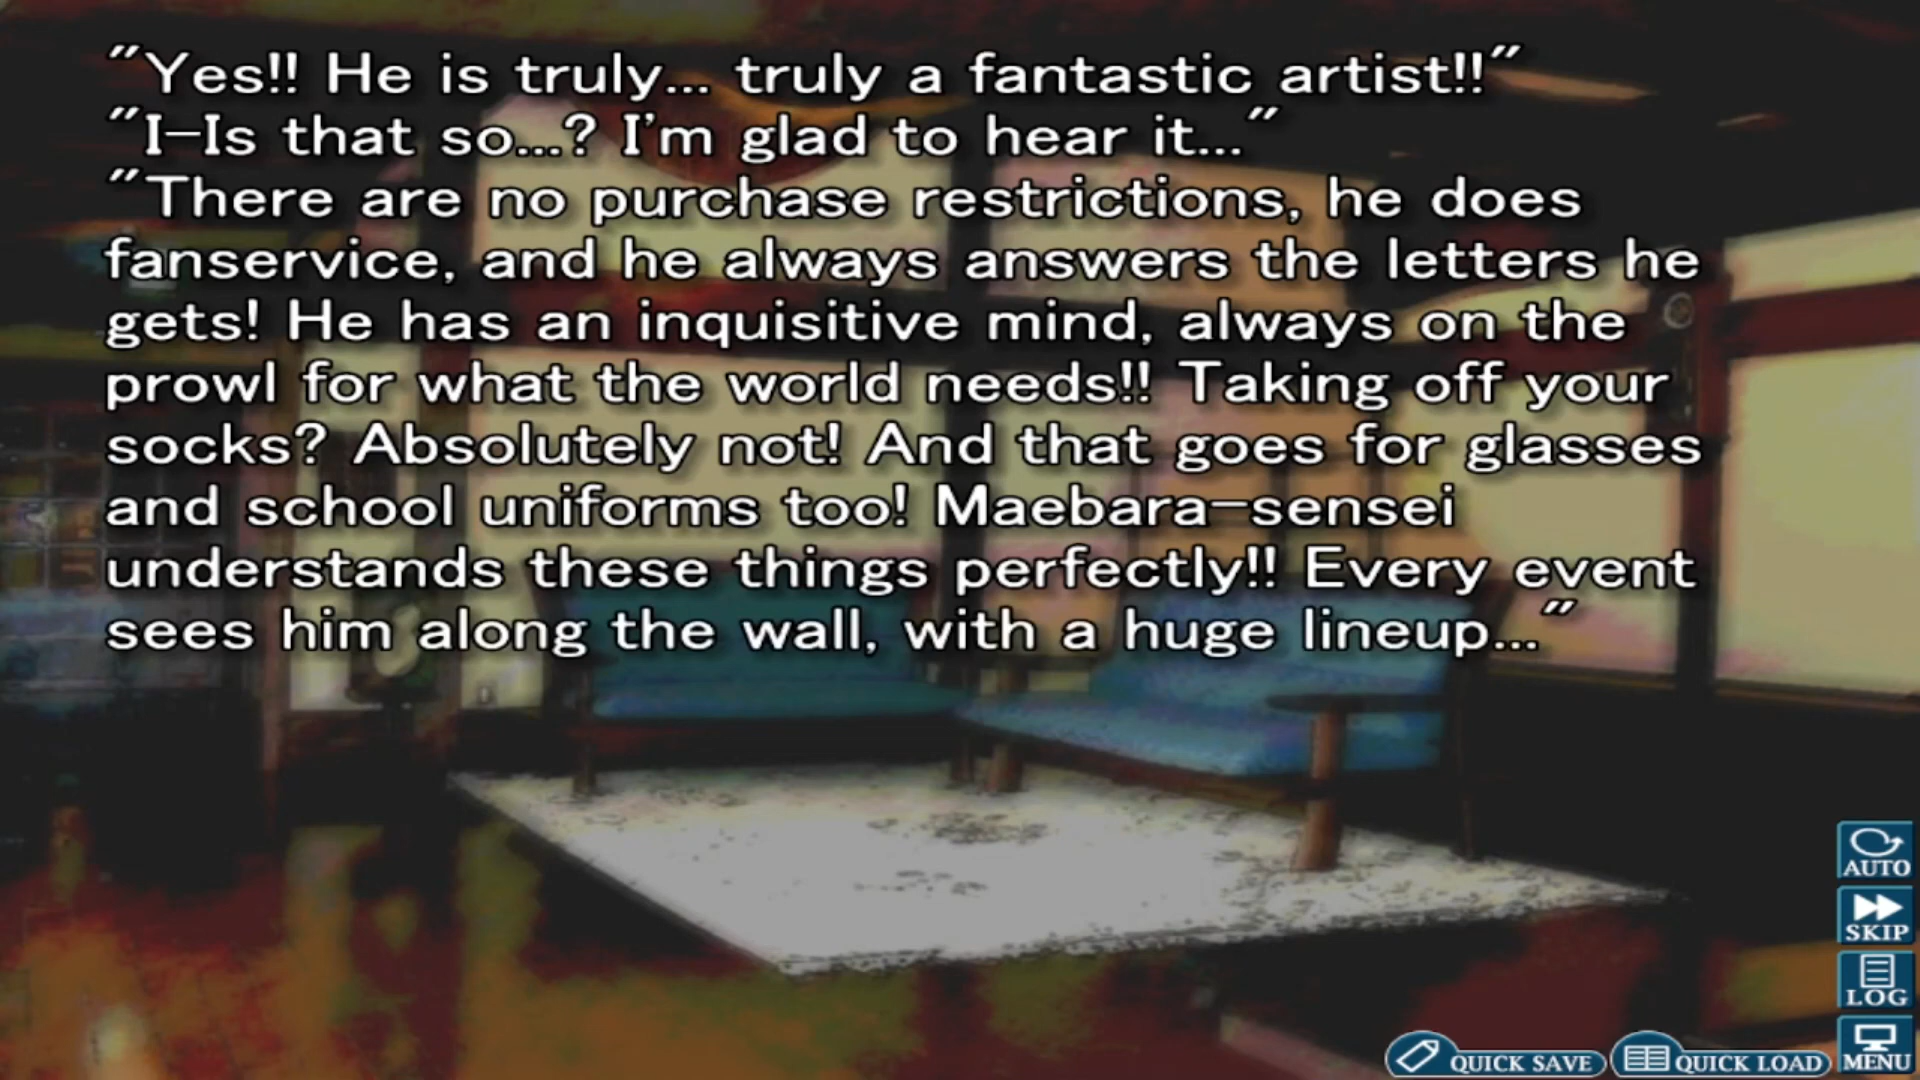 "Yes!! He is truly... truly a fantastic artist!!"
"I-Is that so...? I'm glad to hear it..."
"There are no purchase restrictions, he does
fanservice, and he always answers the letters he
gets! He has an inquisitive mind, always on the
prowl for what the world needs!! Taking off your
socks? Absolutely not! And that goes for glasses
and school uniforms too! Maebara-sensei
understands these things perfectly!! Every event
sees him along the wall, with a huge lineup..."
AUTO
SKIP
LOG
MENU
QUICK SAVE
QUICK LOAD